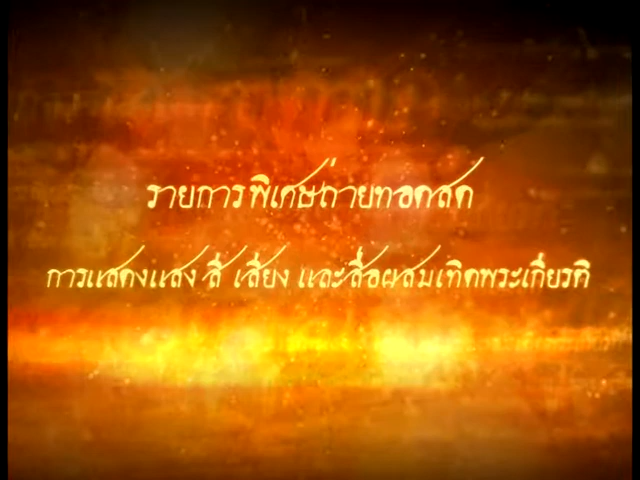 รายการพิเศษถ่ายทอดสด
การแสดงแสง สี เสียง และสื่อผสมเทิดพระเกียรติ